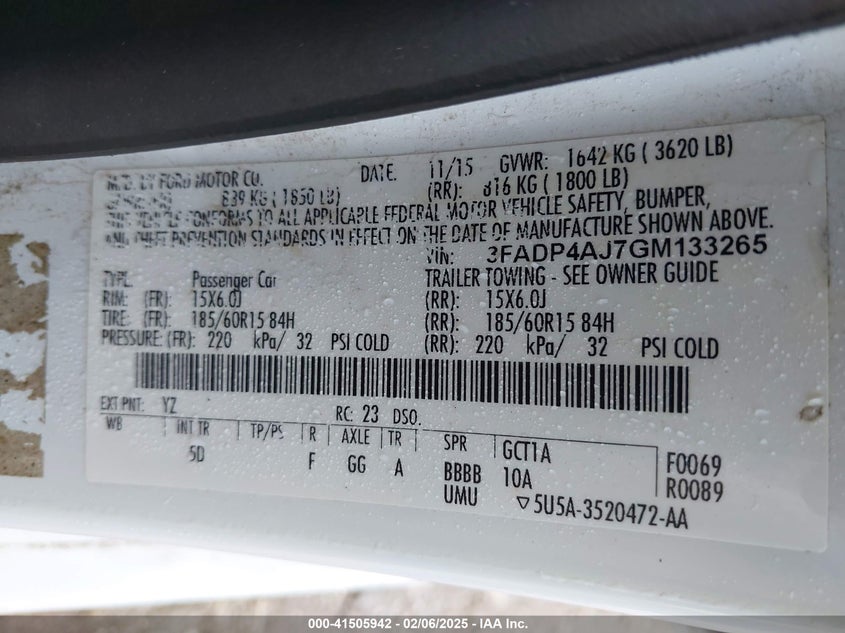 MFD. BY FORD MOTOR CO. DATE: 11/15 GVWR: 1642 KG ( 3620 LB)
839 KG ( 1850 LB) (RR): 816 KG ( 1800 LB)
THIS VEHICLE CONFORMS TO ALL APPLICABLE FEDERAL MOTOR VEHICLE SAFETY, BUMPER,
AND THEFT PREVENTION STANDARDS IN EFFECT ON THE DATE OF MANUFACTURE SHOWN ABOVE.
VIN: 3FADP4AJ7GM133265
TYPE: Passenger Car TRAILER TOWING - SEE OWNER GUIDE
RIM: (FR): 15X6.0J (RR): 15X6.0J
TIRE: (FR): 185/60R15 84H (RR): 185/60R15 84H
PRESSURE: (FR): 220 kPa/ 32 PSI COLD (RR): 220 kPa/ 32 PSI COLD
EXT PNT: YZ RC: 23 DSO:
WB INT TR TP/PS R AXLE TR SPR GCT1A F0069
5D F GG A BBBB 10A R0089
UMU ▽5U5A-3520472-AA
000-41505942 - 02/06/2025 - IAA Inc.